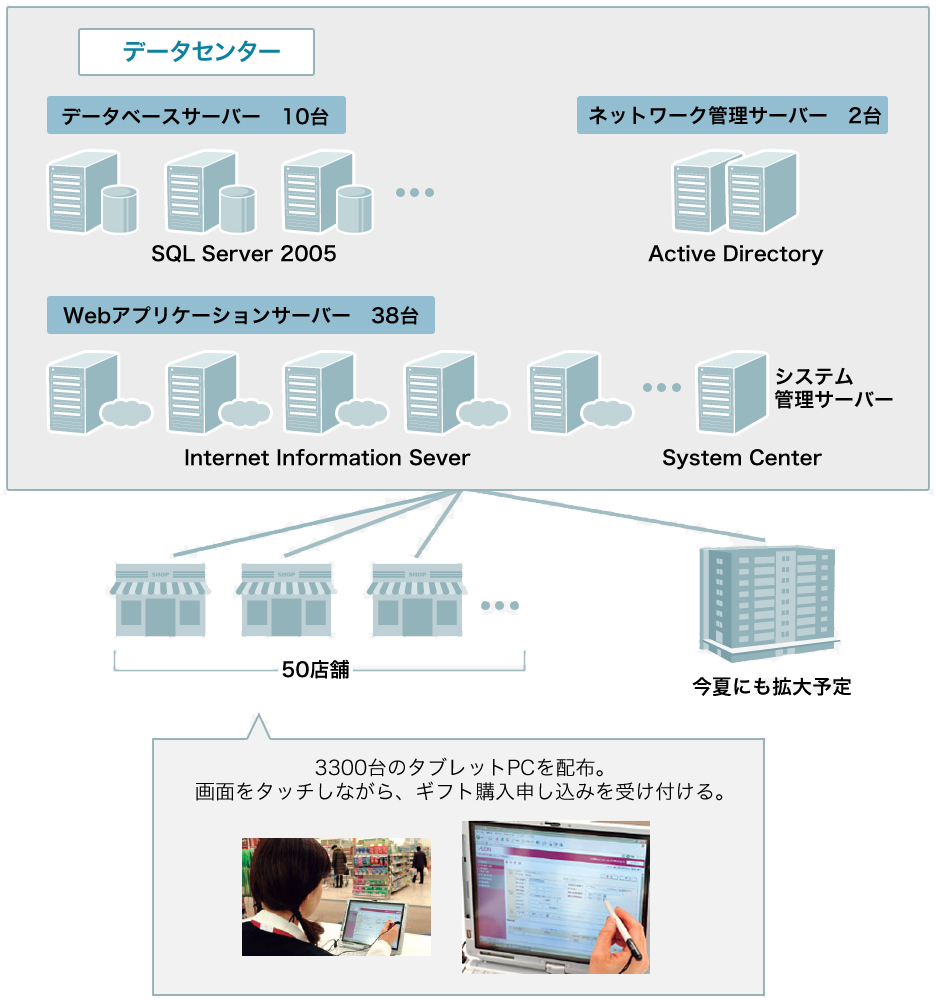 データセンター
データベースサーバー　10台
ネットワーク管理サーバー　2台
SQL Server 2005
Active Directory
Webアプリケーションサーバー　38台
システム
管理サーバー
Internet Information Sever
System Center
SHOP
SHOP
SHOP
50店舗
今夏にも拡大予定
3300台のタブレットPCを配布。
画面をタッチしながら、ギフト購入申し込みを受け付ける。